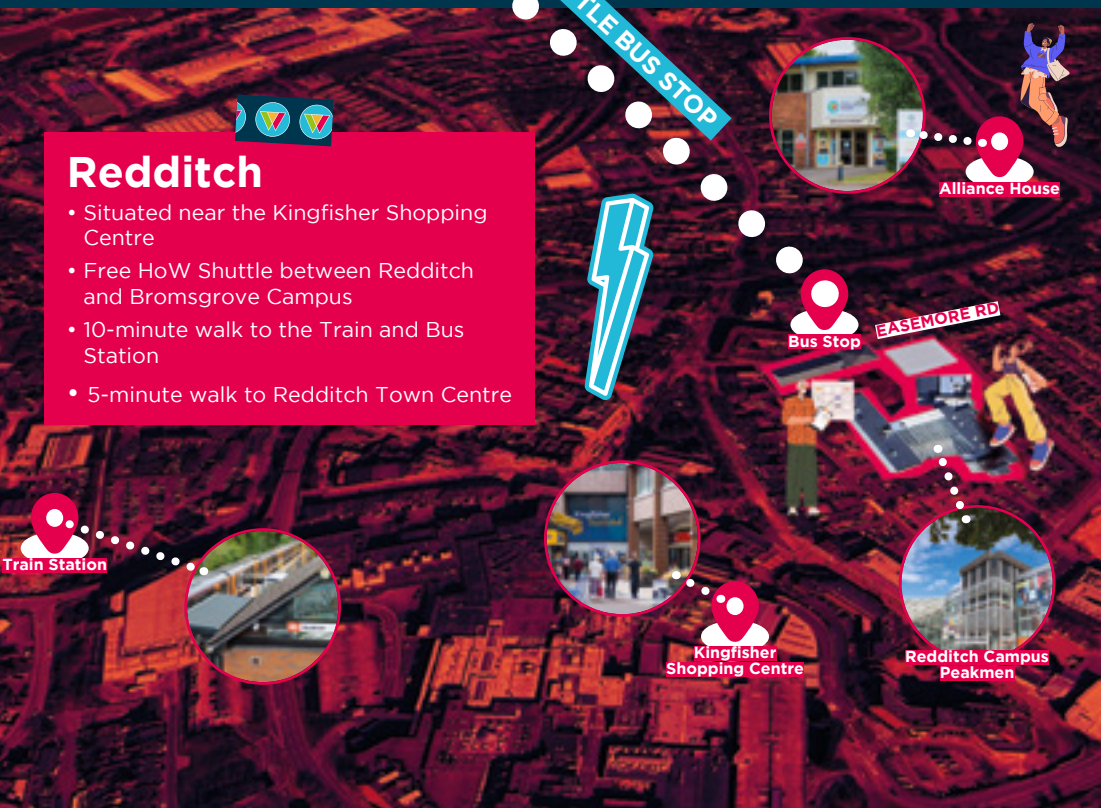 TLE BUS STOP
Redditch
• Situated near the Kingfisher Shopping
Centre
• Free HoW Shuttle between Redditch
and Bromsgrove Campus
• 10-minute walk to the Train and Bus
Station
• 5-minute walk to Redditch Town Centre
Alliance House
EASEMORE RD
Bus Stop
Train Station
Kingfisher
Shopping Centre
Redditch Campus
Peakmen